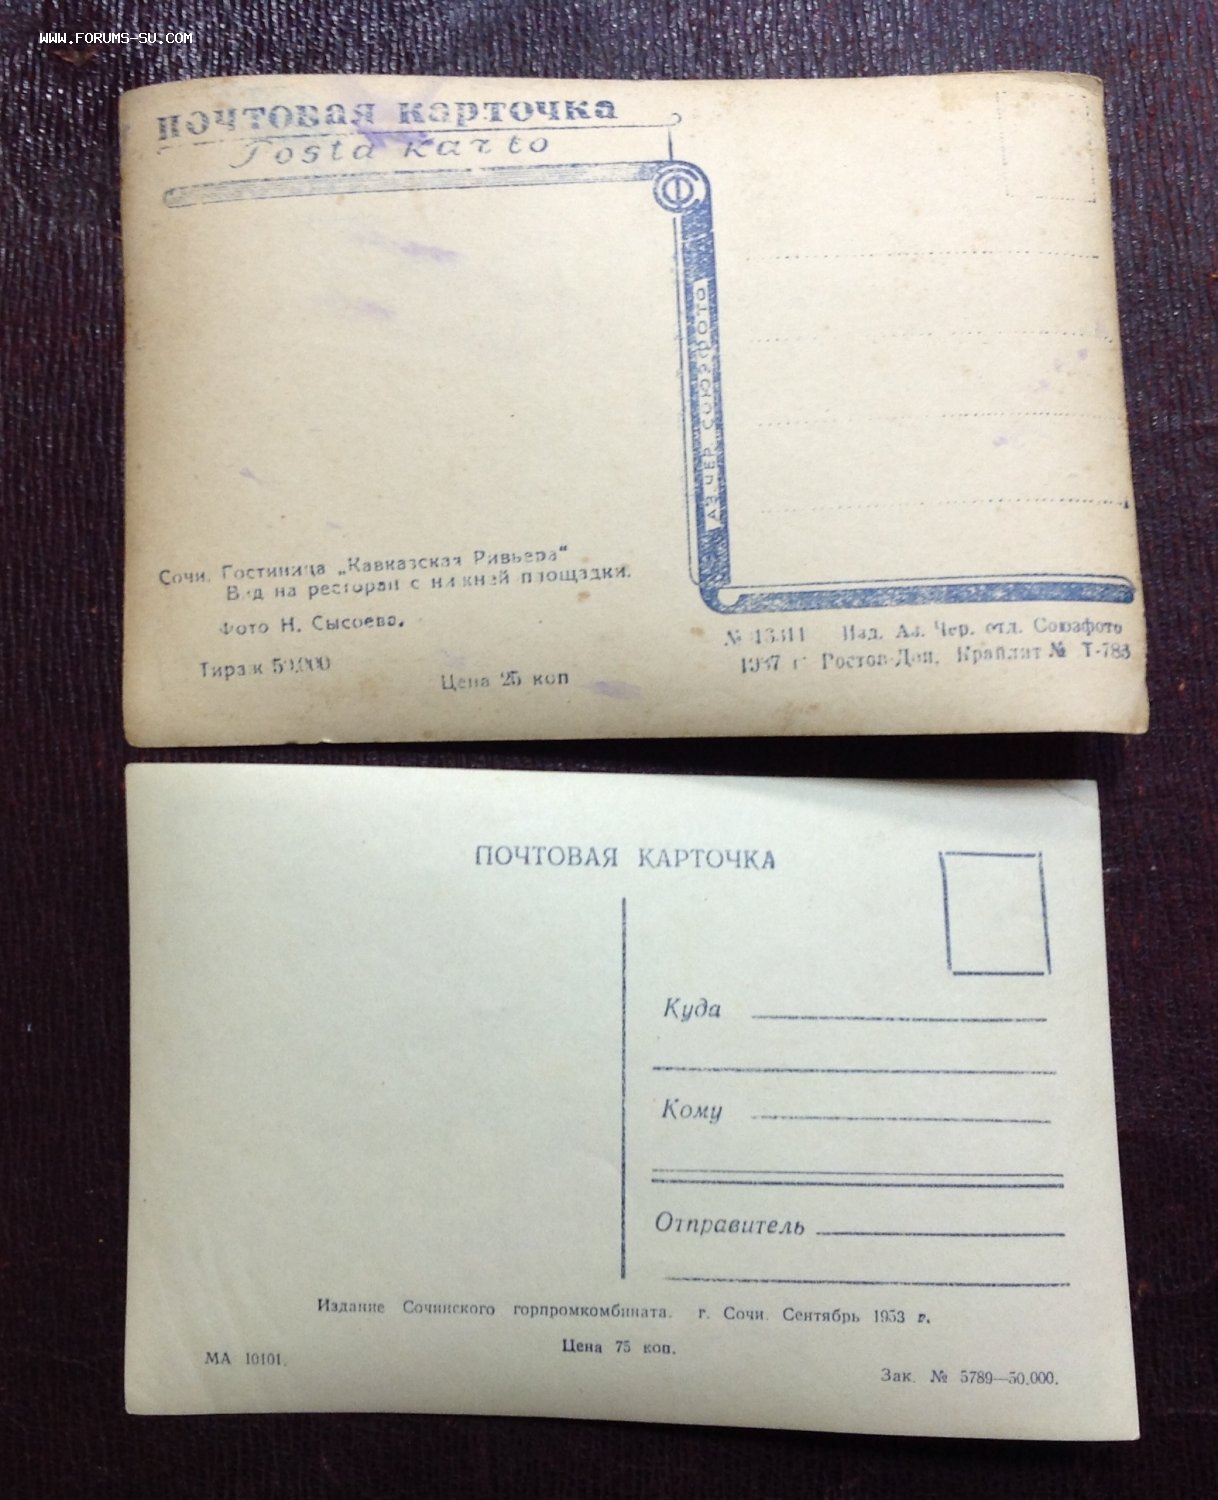 WWW.FORUMS-SU.COM
почтовая карточка
Posta karto
АЗ.ЧЕР. СОЮЗФОТО
Сочи. Гостиница „Кавказская Ривьера“
Вид на ресторан с нижней площадки.
Фото Н. Сысоева.
Тираж 50.000
Цена 25 коп
Изд. Аз. Чер. отл. Союзфото
1937 г. Ростов-Дон, Крайлит № Т-783
ПОЧТОВАЯ КАРТОЧКА
Куда
Кому
Отправитель
Издание Сочинского горпромкомбината. г. Сочи. Сентябрь 1953 г.
Цена 75 коп.
МА 10101.
Зак. № 5789—50.000.